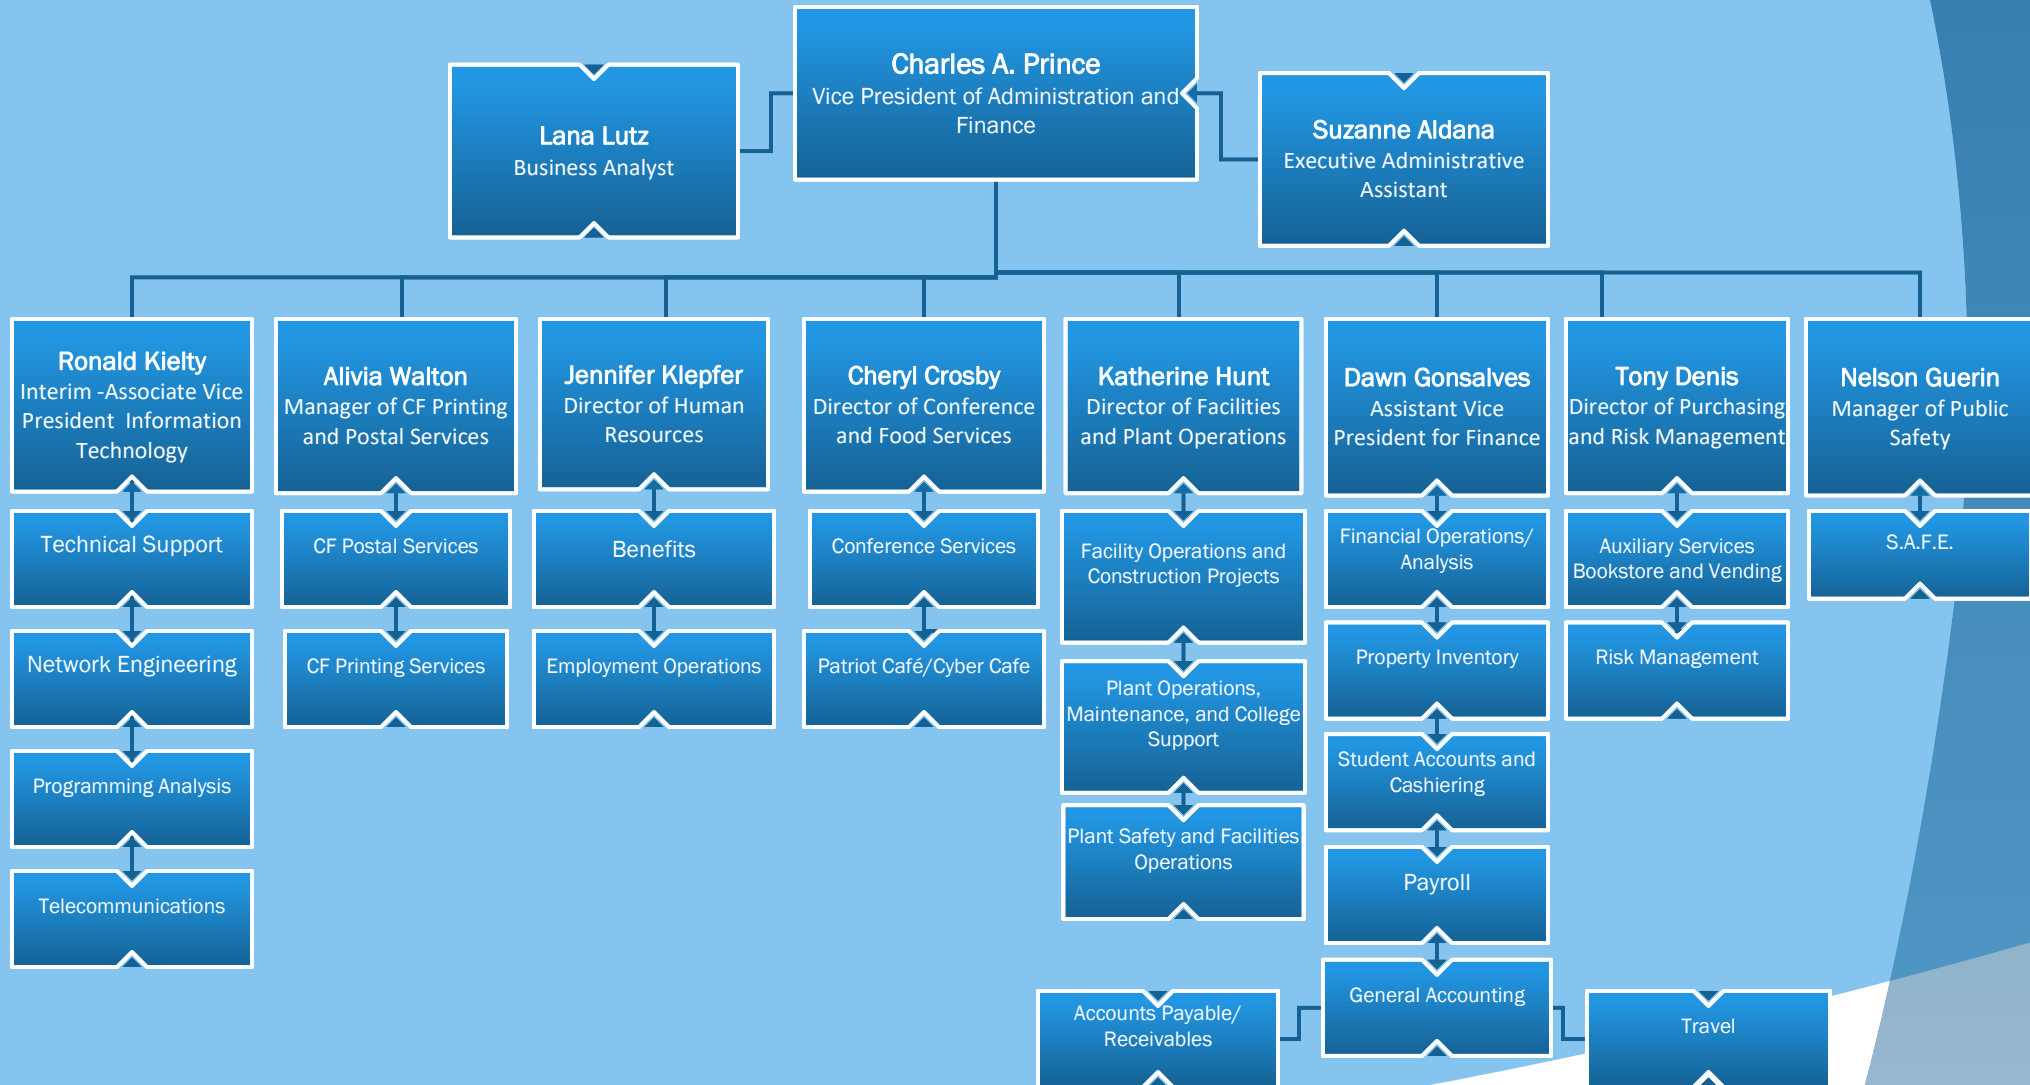 Charles A. Prince
Vice President of Administration and
Finance
Lana Lutz
Business Analyst
Suzanne Aldana
Executive Administrative
Assistant
Ronald Kielty
Interim -Associate Vice
President  Information
Technology
Alivia Walton
Manager of CF Printing
and Postal Services
Jennifer Klepfer
Director of Human
Resources
Cheryl Crosby
Director of Conference
and Food Services
Katherine Hunt
Director of Facilities
and Plant Operations
Dawn Gonsalves
Assistant Vice
President for Finance
Tony Denis
Director of Purchasing
and Risk Management
Nelson Guerin
Manager of Public
Safety
Technical Support
Network Engineering
Programming Analysis
Telecommunications
CF Postal Services
CF Printing Services
Benefits
Employment Operations
Conference Services
Patriot Café/Cyber Cafe
Facility Operations and
Construction Projects
Plant Operations,
Maintenance, and College
Support
Plant Safety and Facilities
Operations
Financial Operations/
Analysis
Property Inventory
Student Accounts and
Cashiering
Payroll
General Accounting
Accounts Payable/
Receivables
Travel
Auxiliary Services
Bookstore and Vending
Risk Management
S.A.F.E.